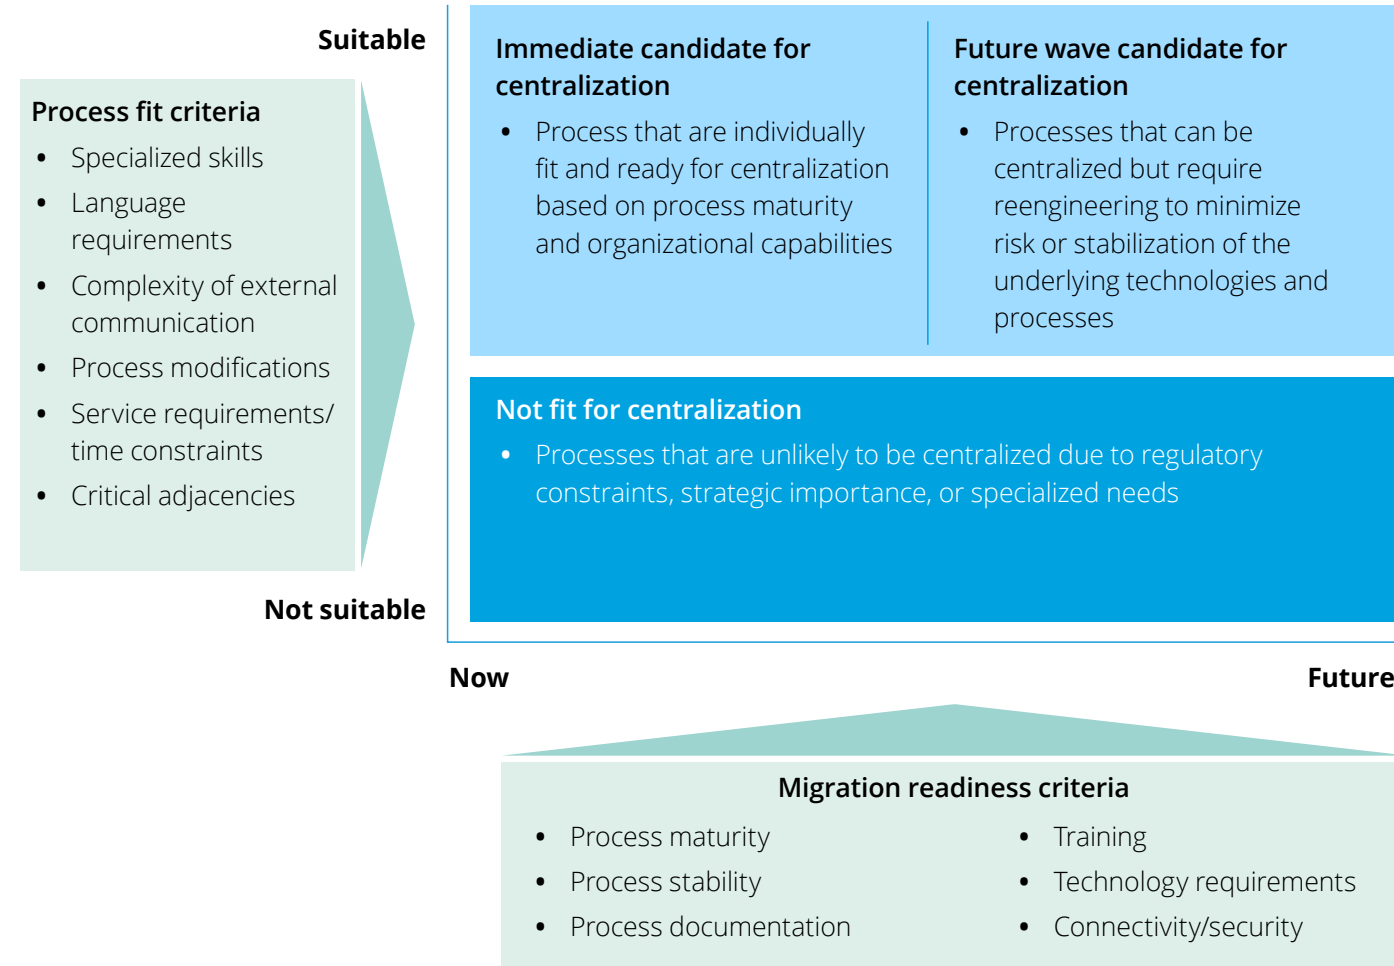 Suitable
Process fit criteria
• Specialized skills
• Language
requirements
• Complexity of external
communication
• Process modifications
• Service requirements/
time constraints
• Critical adjacencies
Not suitable
Immediate candidate for
centralization
• Process that are individually
fit and ready for centralization
based on process maturity
and organizational capabilities
Future wave candidate for
centralization
• Processes that can be
centralized but require
reengineering to minimize
risk or stabilization of the
underlying technologies and
processes
Not fit for centralization
• Processes that are unlikely to be centralized due to regulatory
constraints, strategic importance, or specialized needs
Now
Future
Migration readiness criteria
• Process maturity
• Process stability
• Process documentation
• Training
• Technology requirements
• Connectivity/security